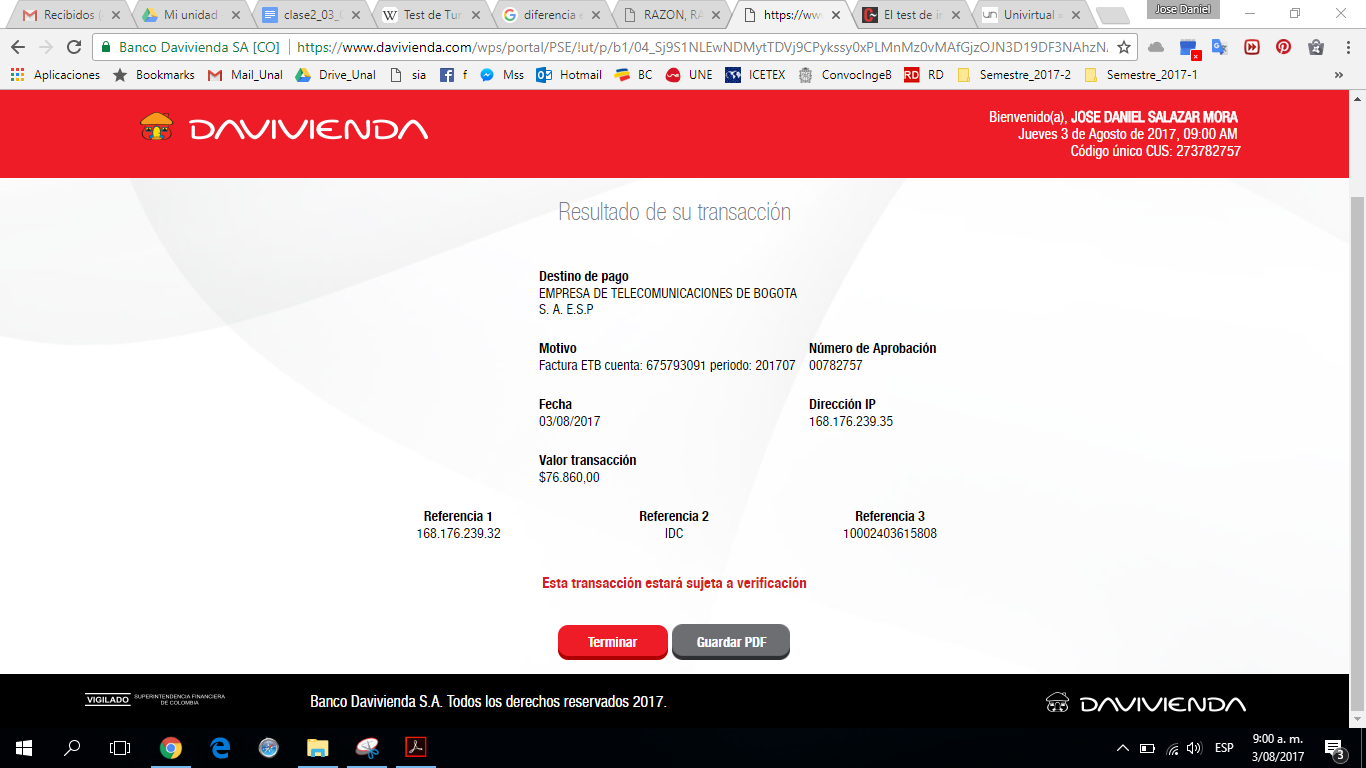 Recibidos (
Mi unidad
clase2_03_0
Test de Tur
diferencia e
RAZON, RA
https://www
El test de in
Univirtual
Jose Daniel
Banco Davivienda SA [CO]
https://www.davivienda.com/wps/portal/PSE/!ut/p/b1/04_Sj9S1NLEwNDMytTDVj9CPykssy0xPLMnMz0vMAfGjzOJN3D19DF3NAhzN
Aplicaciones
Bookmarks
Mail_Unal
Drive_Unal
sia
f
Mss
Hotmail
BC
UNE
ICETEX
ConvocIngeB
RD
RD
Semestre_2017-2
Semestre_2017-1
»
DAVIVIENDA
Bienvenido(a), JOSE DANIEL SALAZAR MORA
Jueves 3 de Agosto de 2017, 09:00 AM
Código único CUS: 273782757
Resultado de su transacción
Destino de pago
EMPRESA DE TELECOMUNICACIONES DE BOGOTA
S. A. E.S.P
Motivo
Factura ETB cuenta: 675793091 periodo: 201707
Número de Aprobación
00782757
Fecha
03/08/2017
Dirección IP
168.176.239.35
Valor transacción
$76.860,00
Referencia 1
168.176.239.32
Referencia 2
IDC
Referencia 3
10002403615808
Esta transacción estará sujeta a verificación
Terminar
Guardar PDF
VIGILADO
SUPERINTENDENCIA FINANCIERA
DE COLOMBIA
Banco Davivienda S.A. Todos los derechos reservados 2017.
DAVIVIENDA
ESP
9:00 a. m.
3/08/2017
3